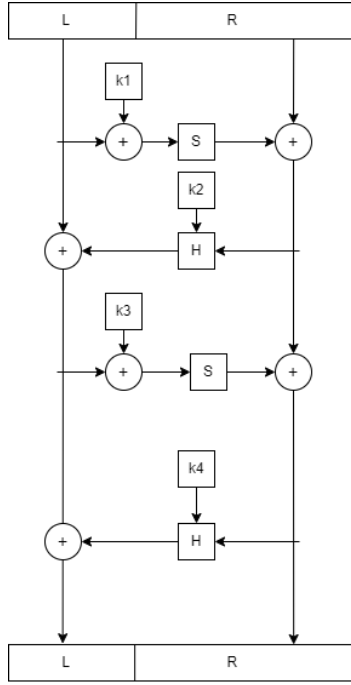 L R
k1
+ S +
k2
+ H
k3
+ S +
k4
+ H
L R